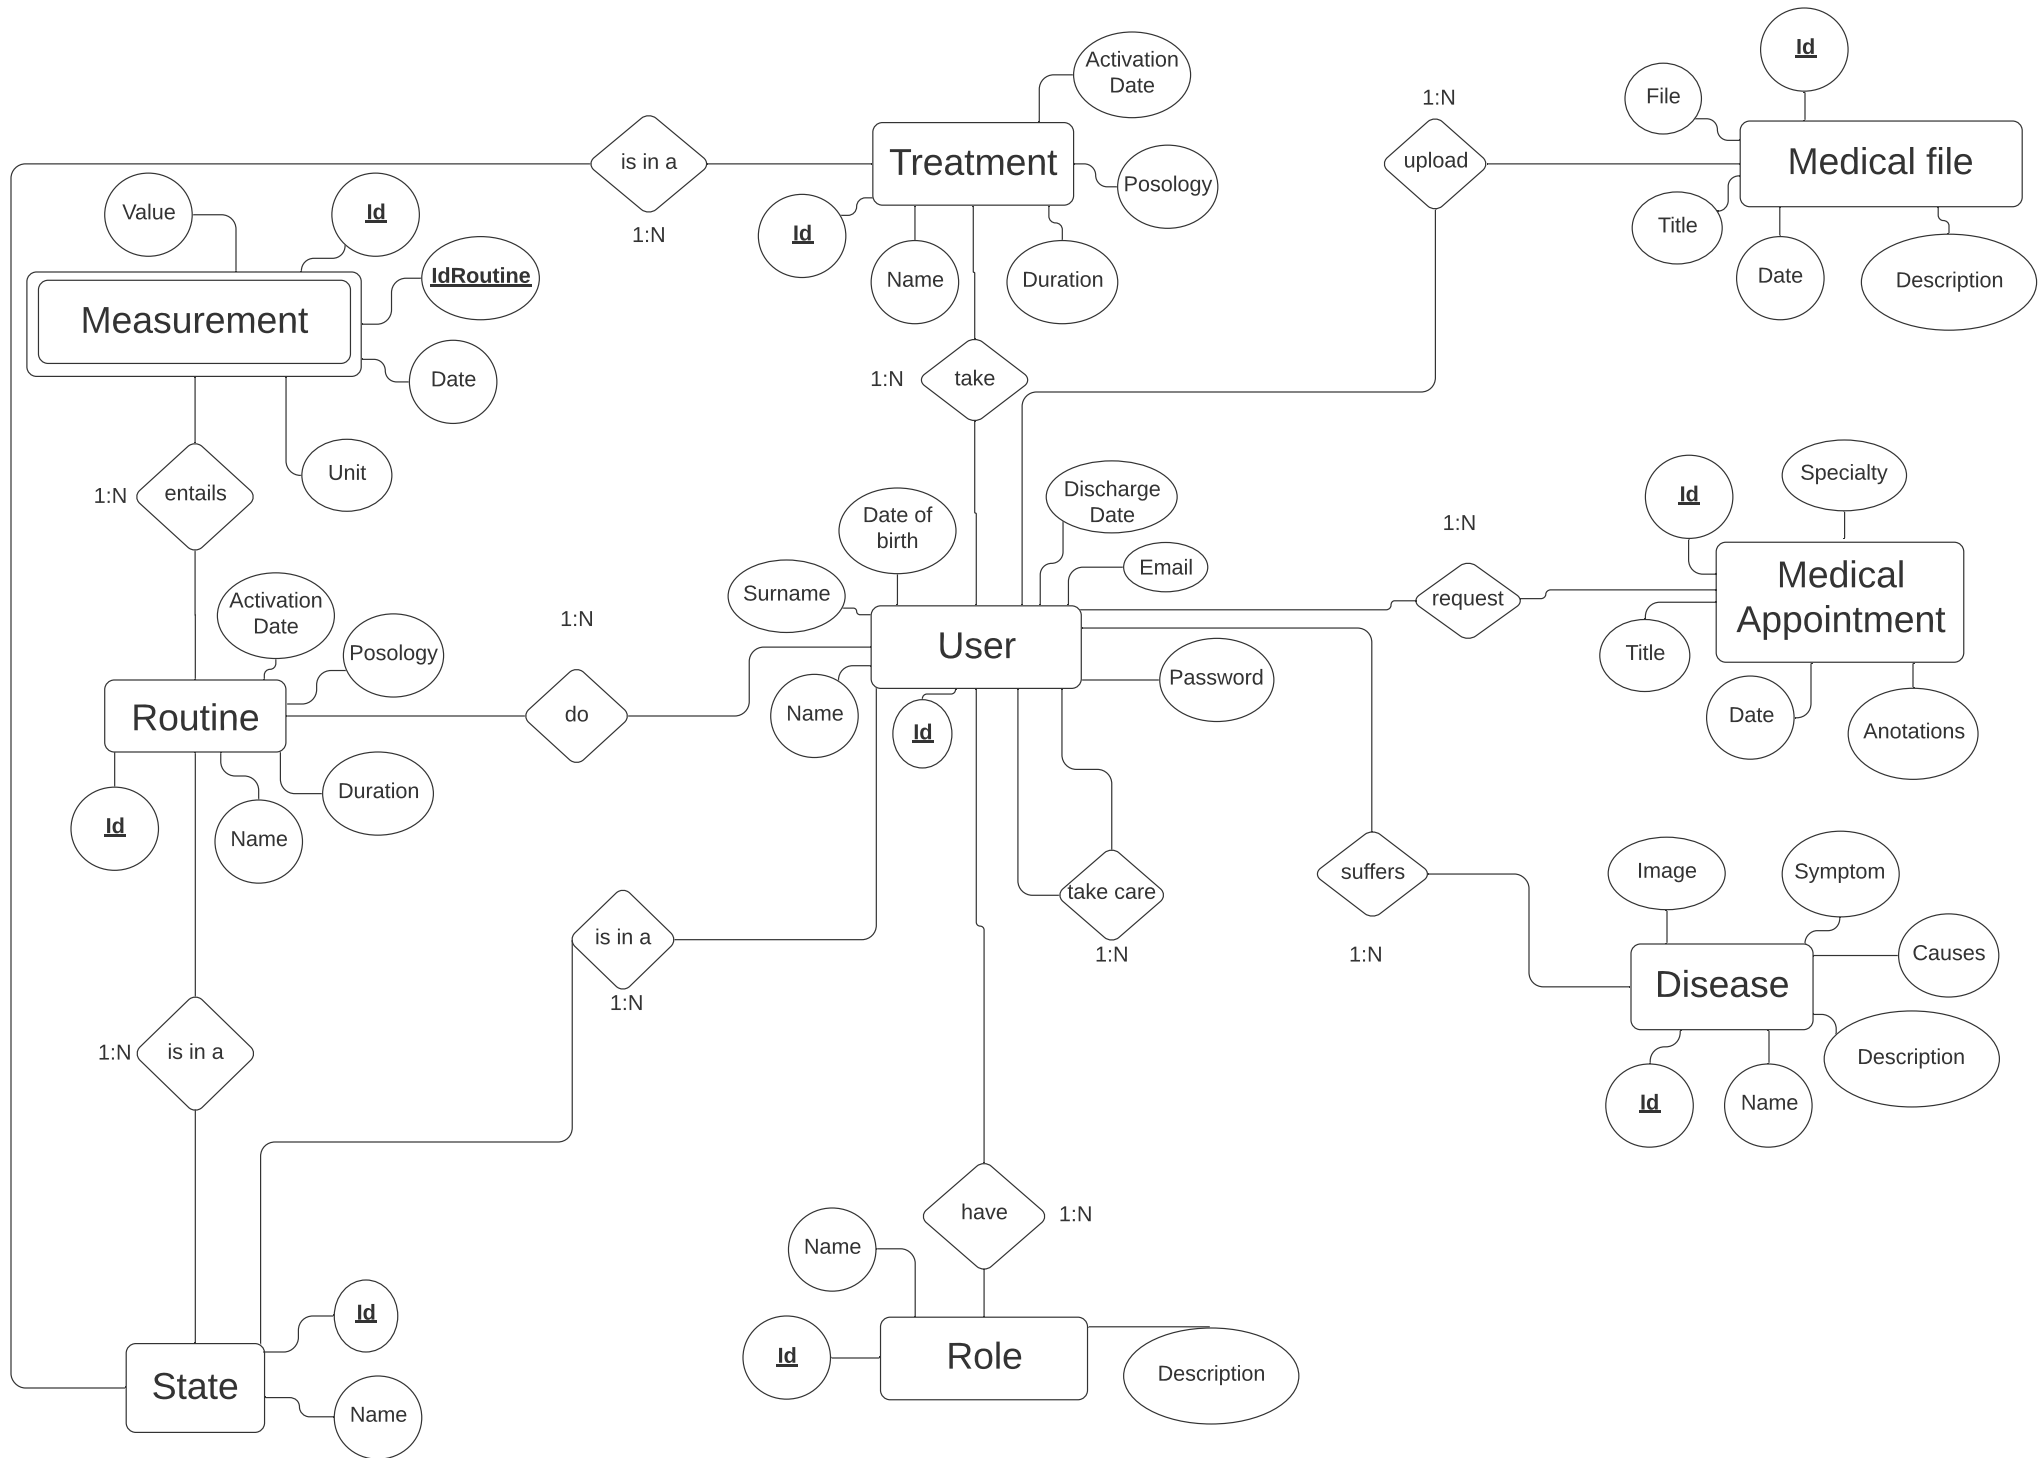 Id
Activation
Date
File
1:N
is in a
Treatment
upload
Medical file
Posology
Value
Id
Id
Title
1:N
IdRoutine
Name
Duration
Date
Description
Measurement
Date
take
1:N
Unit
entails
1:N
Specialty
Id
Discharge
Date
Date of
birth
1:N
Email
Surname
request
Medical
Appointment
Activation
Date
1:N
User
Posology
Title
Password
Routine
do
Name
Id
Date
Anotations
Duration
Id
Name
suffers
Image
Symptom
take care
is in a
1:N
1:N
Causes
Disease
1:N
1:N
is in a
Description
Id
Name
have
1:N
Name
Id
Role
Id
Description
State
Name